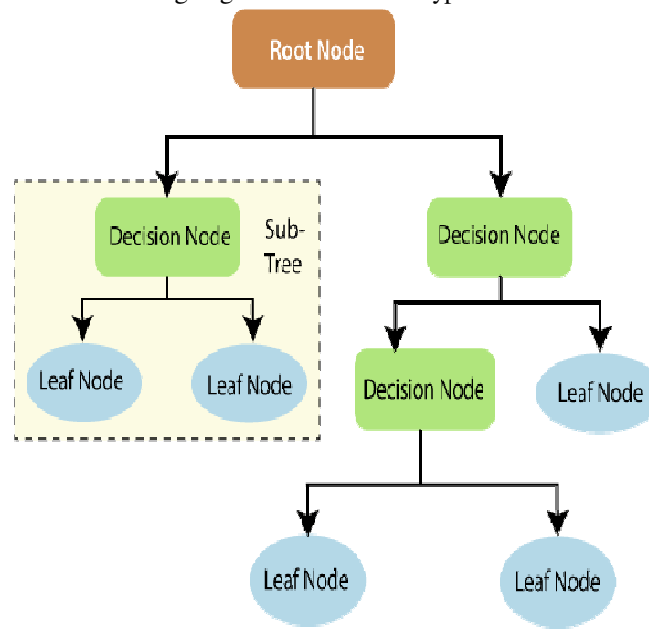 Root Node
Decision Node
Sub-
Tree
Decision Node
Leaf Node
Leaf Node
Decision Node
Leaf Node
Leaf Node
Leaf Node